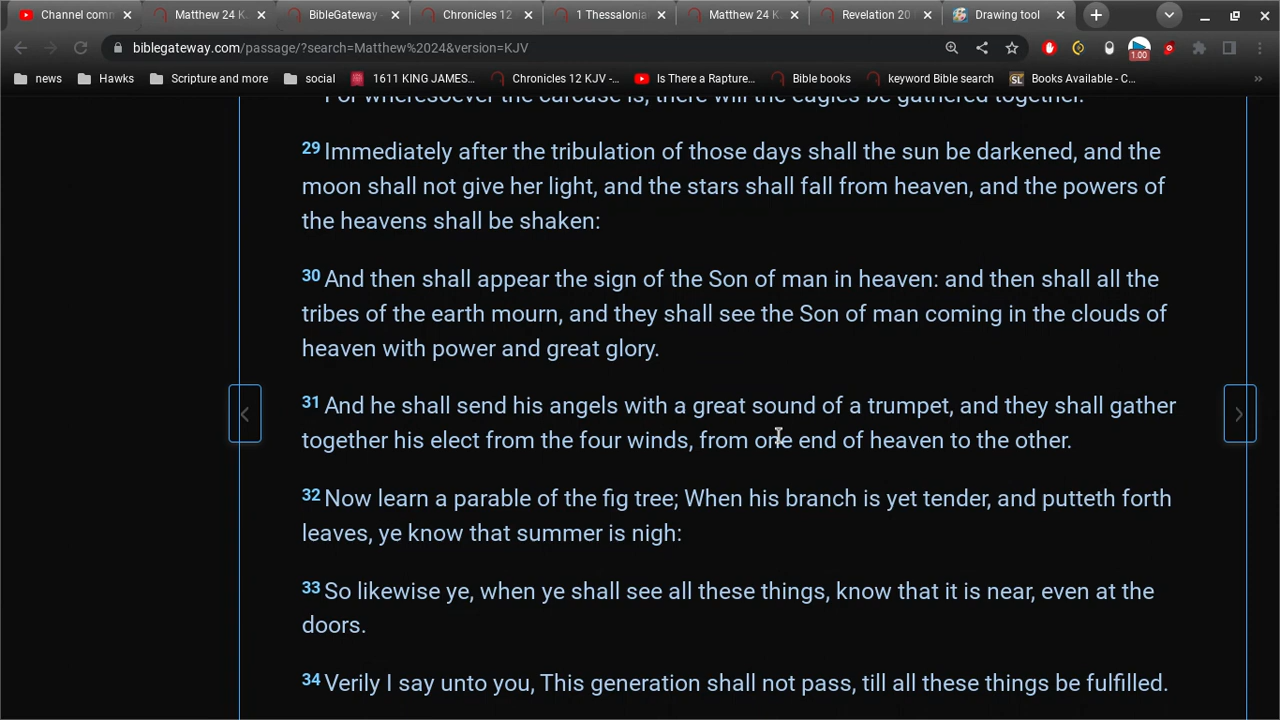 Channel comm
Matthew 24 K
BibleGateway -
Chronicles 12
1 Thessalonia
Matthew 24 K
Revelation 20
Drawing tool
biblegateway.com/passage/?search=Matthew%2024&version=KJV
1.00
news
Hawks
Scripture and more
social
1611 KING JAMES...
Chronicles 12 KJV -...
Is There a Rapture...
Bible books
keyword Bible search
SL Books Available - C...
For wheresoever the carcase is, there will the eagles be gathered together.
29 Immediately after the tribulation of those days shall the sun be darkened, and the
moon shall not give her light, and the stars shall fall from heaven, and the powers of
the heavens shall be shaken:
30 And then shall appear the sign of the Son of man in heaven: and then shall all the
tribes of the earth mourn, and they shall see the Son of man coming in the clouds of
heaven with power and great glory.
31 And he shall send his angels with a great sound of a trumpet, and they shall gather
together his elect from the four winds, from one end of heaven to the other.
32 Now learn a parable of the fig tree; When his branch is yet tender, and putteth forth
leaves, ye know that summer is nigh:
33 So likewise ye, when ye shall see all these things, know that it is near, even at the
doors.
34 Verily I say unto you, This generation shall not pass, till all these things be fulfilled.